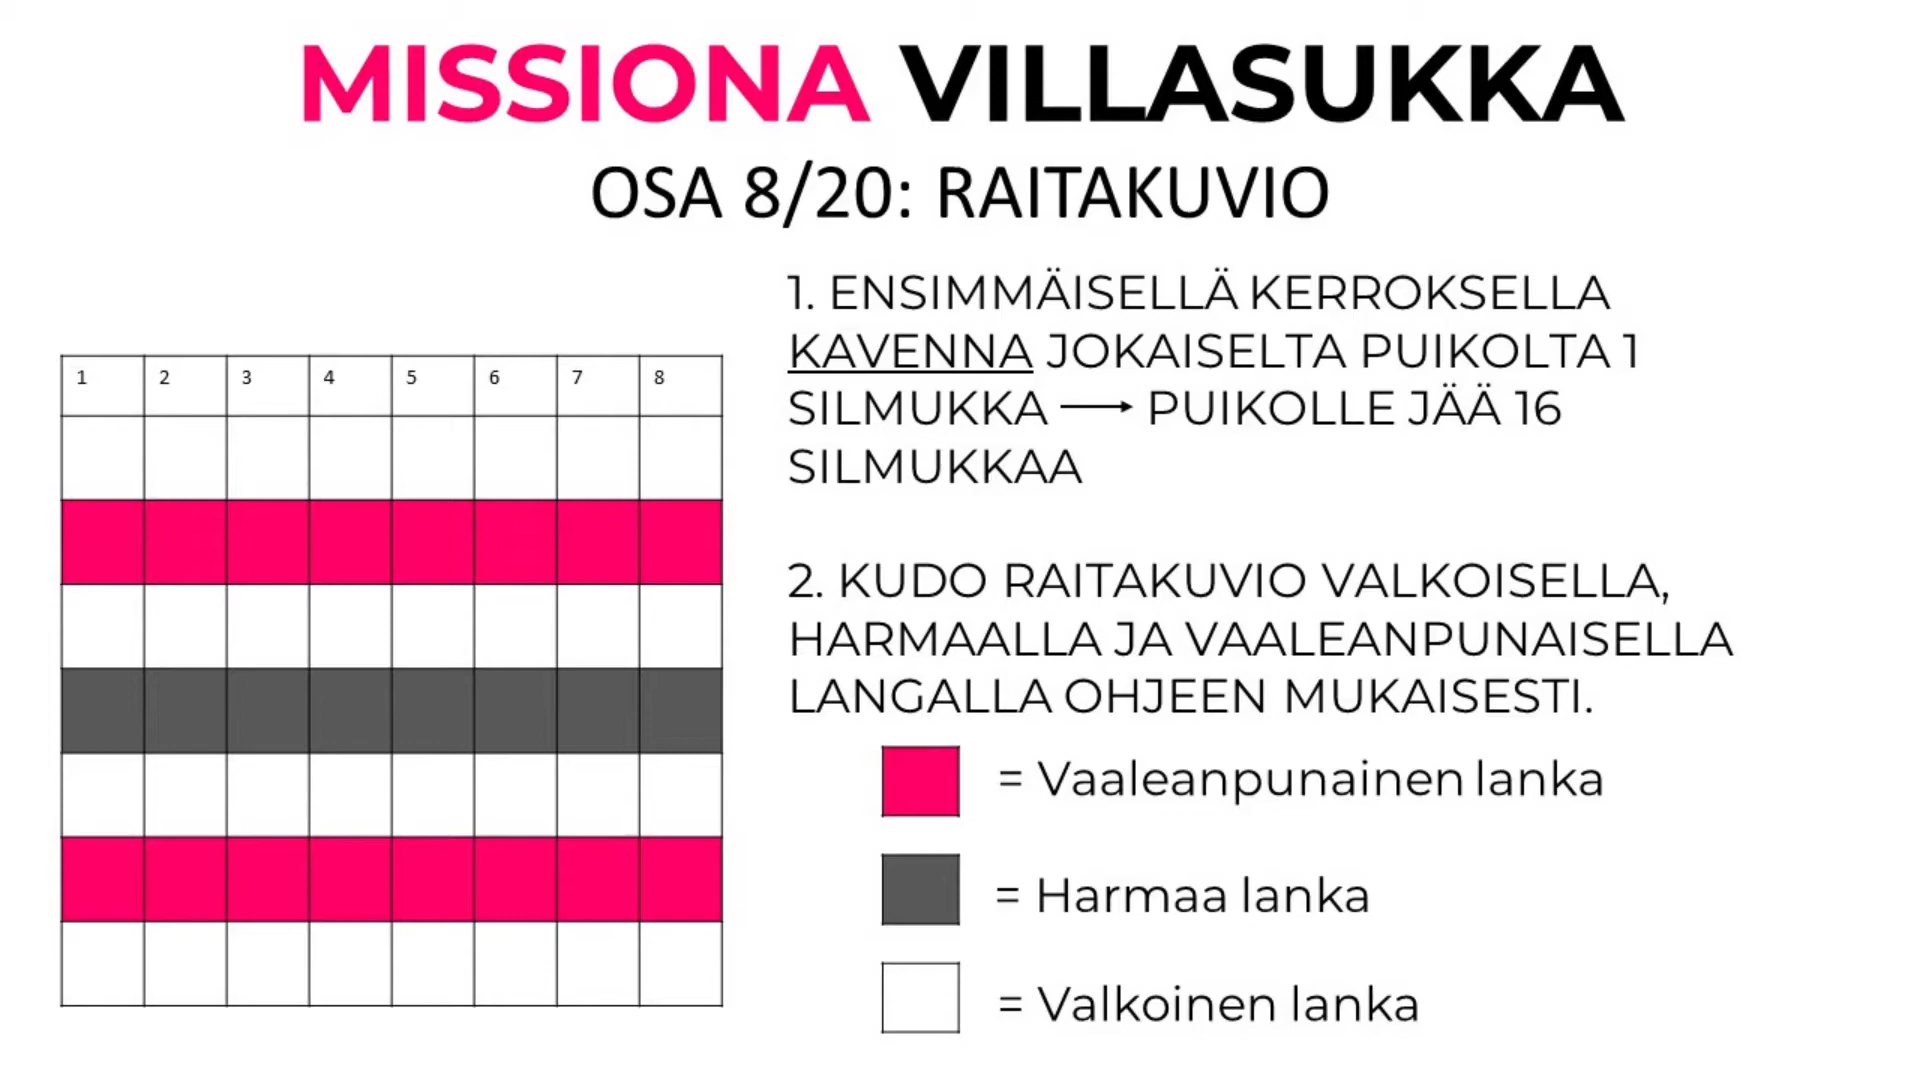 MISSIONA VILLASUKKA
OSA 8/20: RAITAKUVIO
1 2 3 4 5 6 7 8
1. ENSIMMÄISELLÄ KERROKSELLA
KAVENNA JOKAISELTA PUIKOLTA 1
SILMUKKA → PUIKOLLE JÄÄ 16
SILMUKKAA
2. KUDO RAITAKUVIO VALKOISELLA,
HARMAALLA JA VAALEANPUNAISELLA
LANGALLA OHJEEN MUKAISESTI.
= Vaaleanpunainen lanka
= Harmaa lanka
= Valkoinen lanka